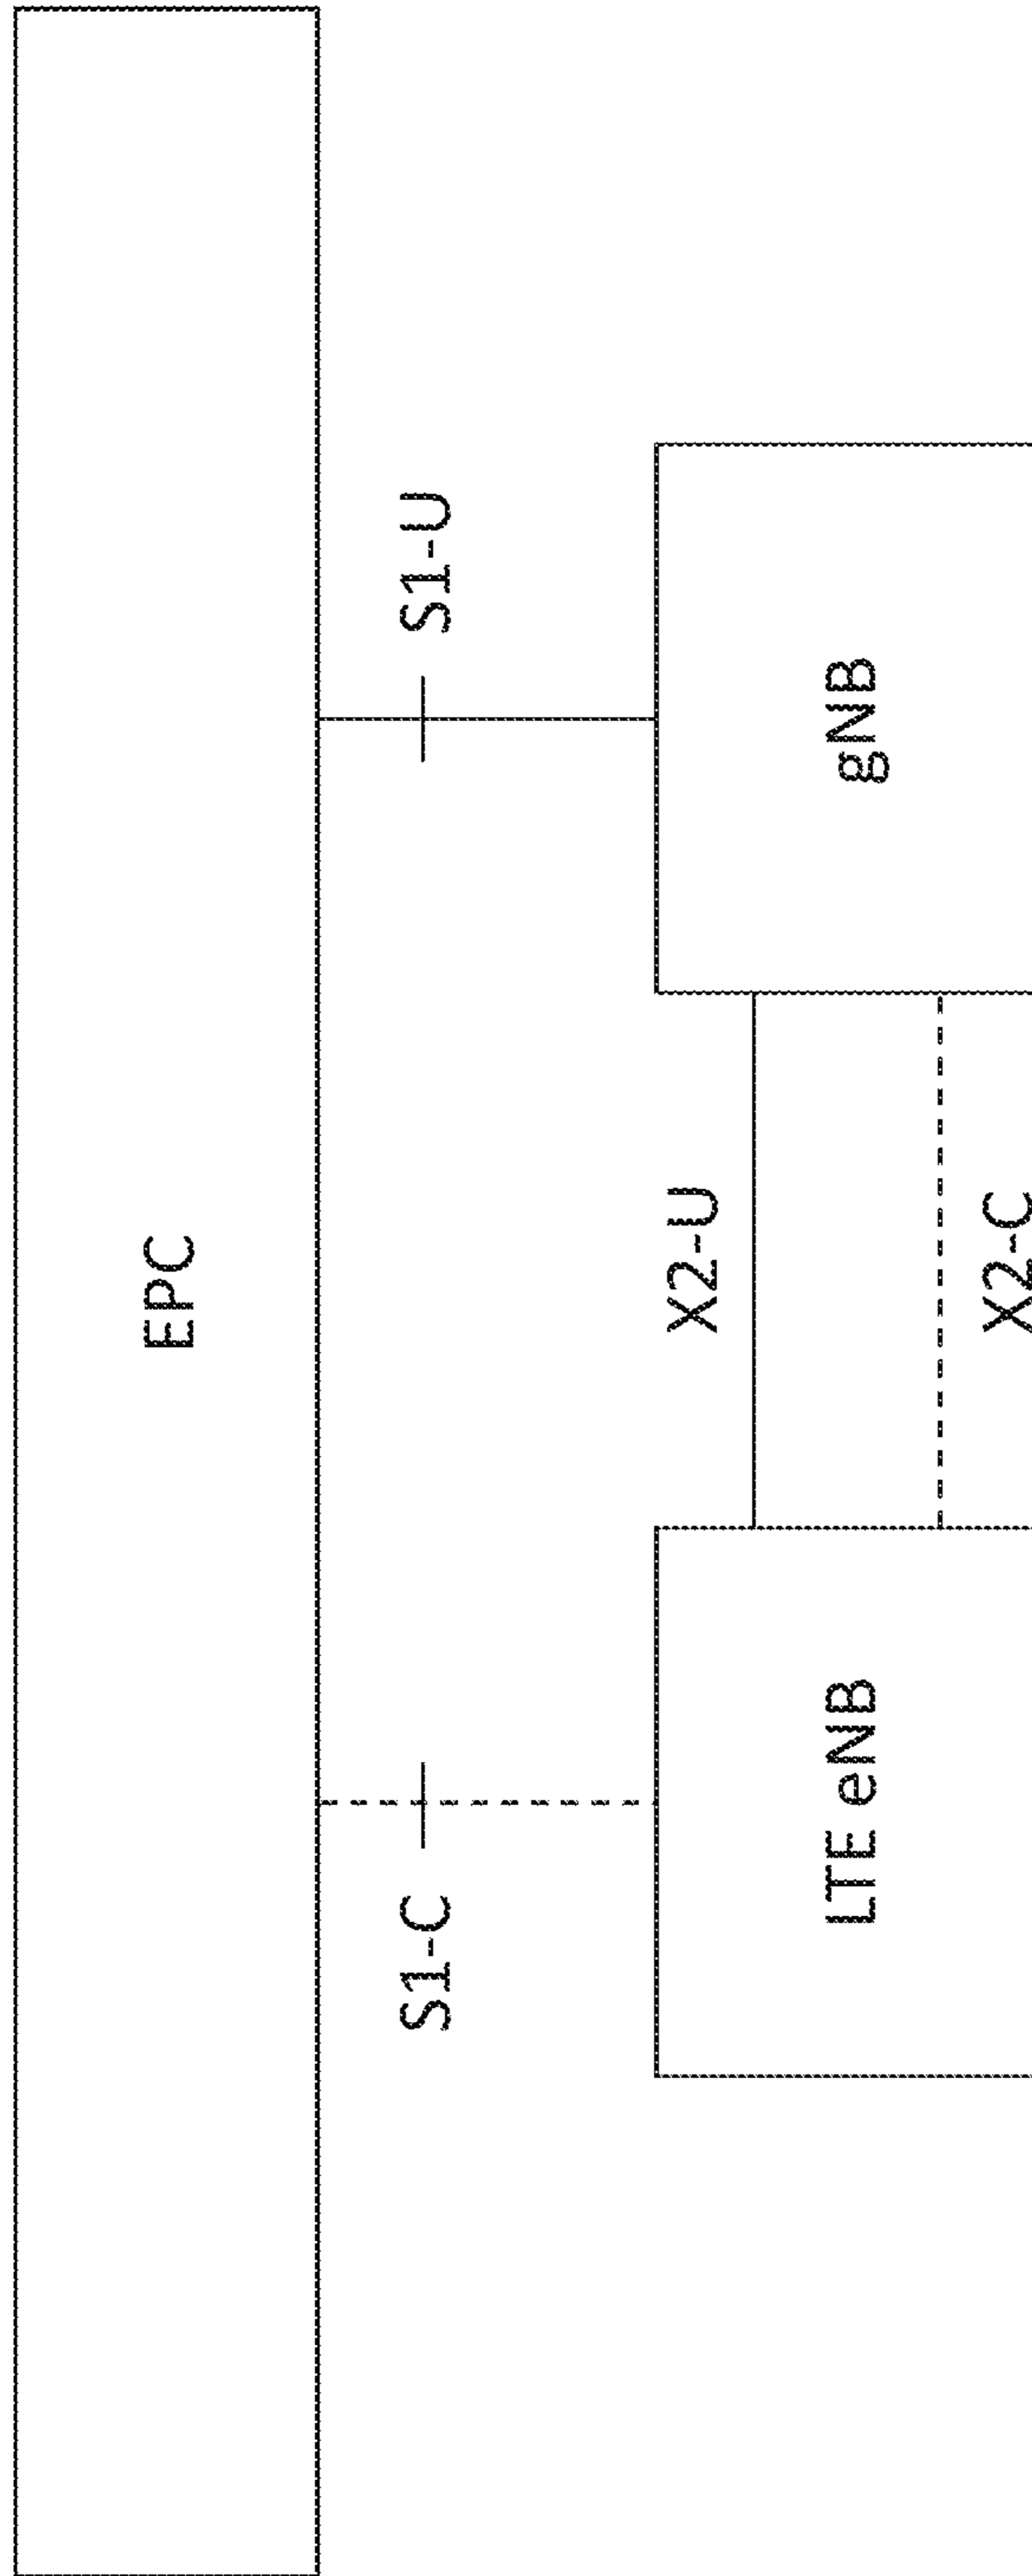 EPC
S1-C
S1-U
X2-U
LTE eNB
gNB
X2-C